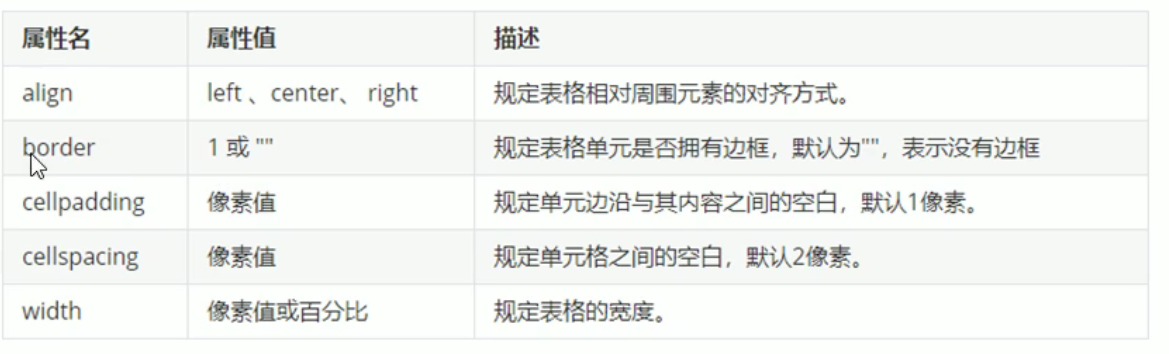 属性名 属性值 描述
align left 、center、 right 规定表格相对周围元素的对齐方式。
border 1 或 "" 规定表格单元是否拥有边框，默认为""，表示没有边框
cellpadding 像素值 规定单元边沿与其内容之间的空白，默认1像素。
cellspacing 像素值 规定单元格之间的空白，默认2像素。
width 像素值或百分比 规定表格的宽度。